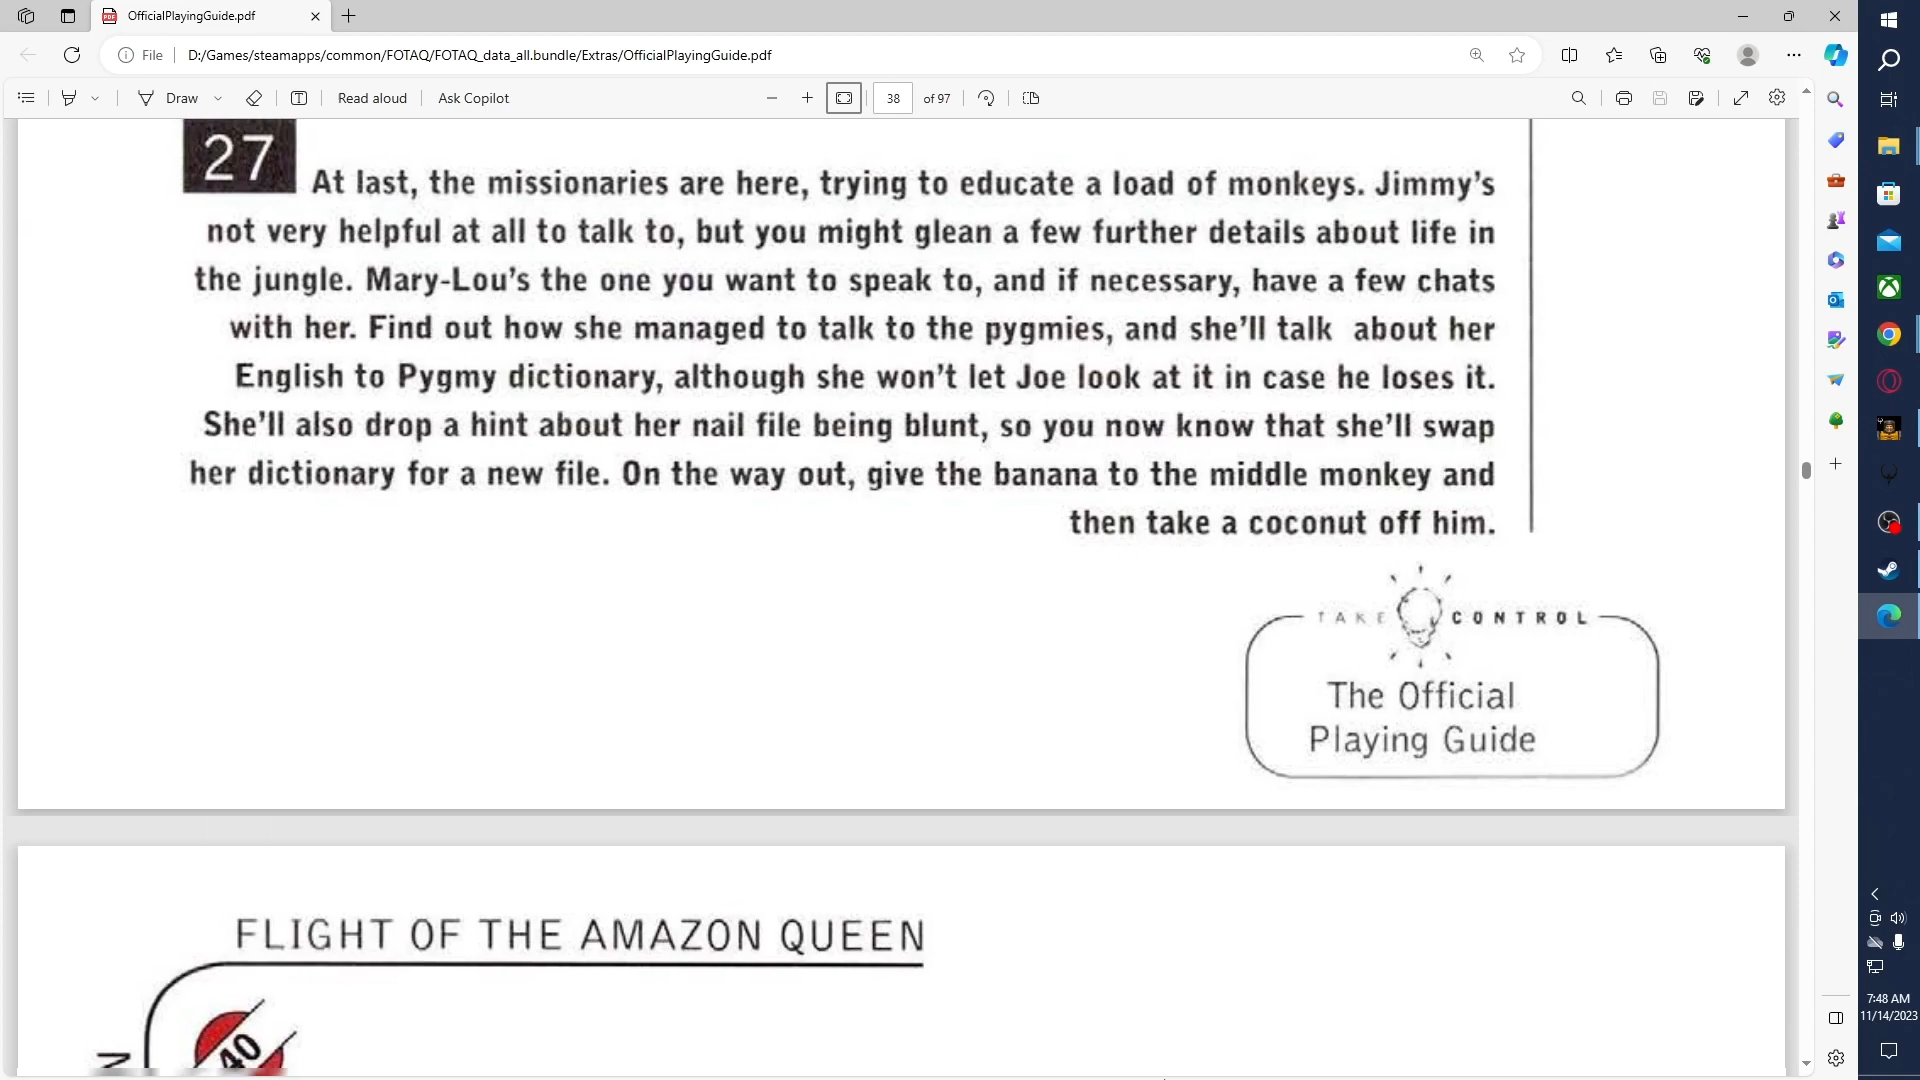 OfficialPlayingGuide.pdf
File
D:/Games/steamapps/common/FOTAQ/FOTAQ_data_all.bundle/Extras/OfficialPlayingGuide.pdf
Draw
Read aloud
Ask Copilot
38 of 97
27
At last, the missionaries are here, trying to educate a load of monkeys. Jimmy's
not very helpful at all to talk to, but you might glean a few further details about life in
the jungle. Mary-Lou's the one you want to speak to, and if necessary, have a few chats
with her. Find out how she managed to talk to the pygmies, and she'll talk about her
English to Pygmy dictionary, although she won't let Joe look at it in case he loses it.
She'll also drop a hint about her nail file being blunt, so you now know that she'll swap
her dictionary for a new file. On the way out, give the banana to the middle monkey and
then take a coconut off him.
TAKE CONTROL
The Official
Playing Guide
FLIGHT OF THE AMAZON QUEEN
40
N
7:48 AM
11/14/2023